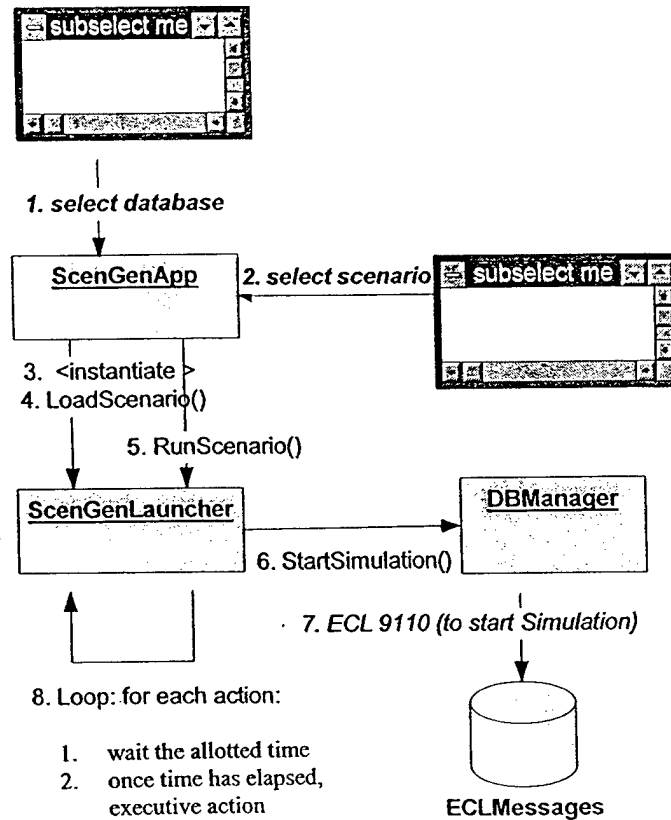 subselect me
1. select database
ScenGenApp
2. select scenario
subselect me
3. <instantiate >
4. LoadScenario()
5. RunScenario()
ScenGenLauncher
DBManager
6. StartSimulation()
7. ECL 9110 (to start Simulation)
8. Loop: for each action:
1. wait the allotted time
2. once time has elapsed,
executive action
ECLMessages